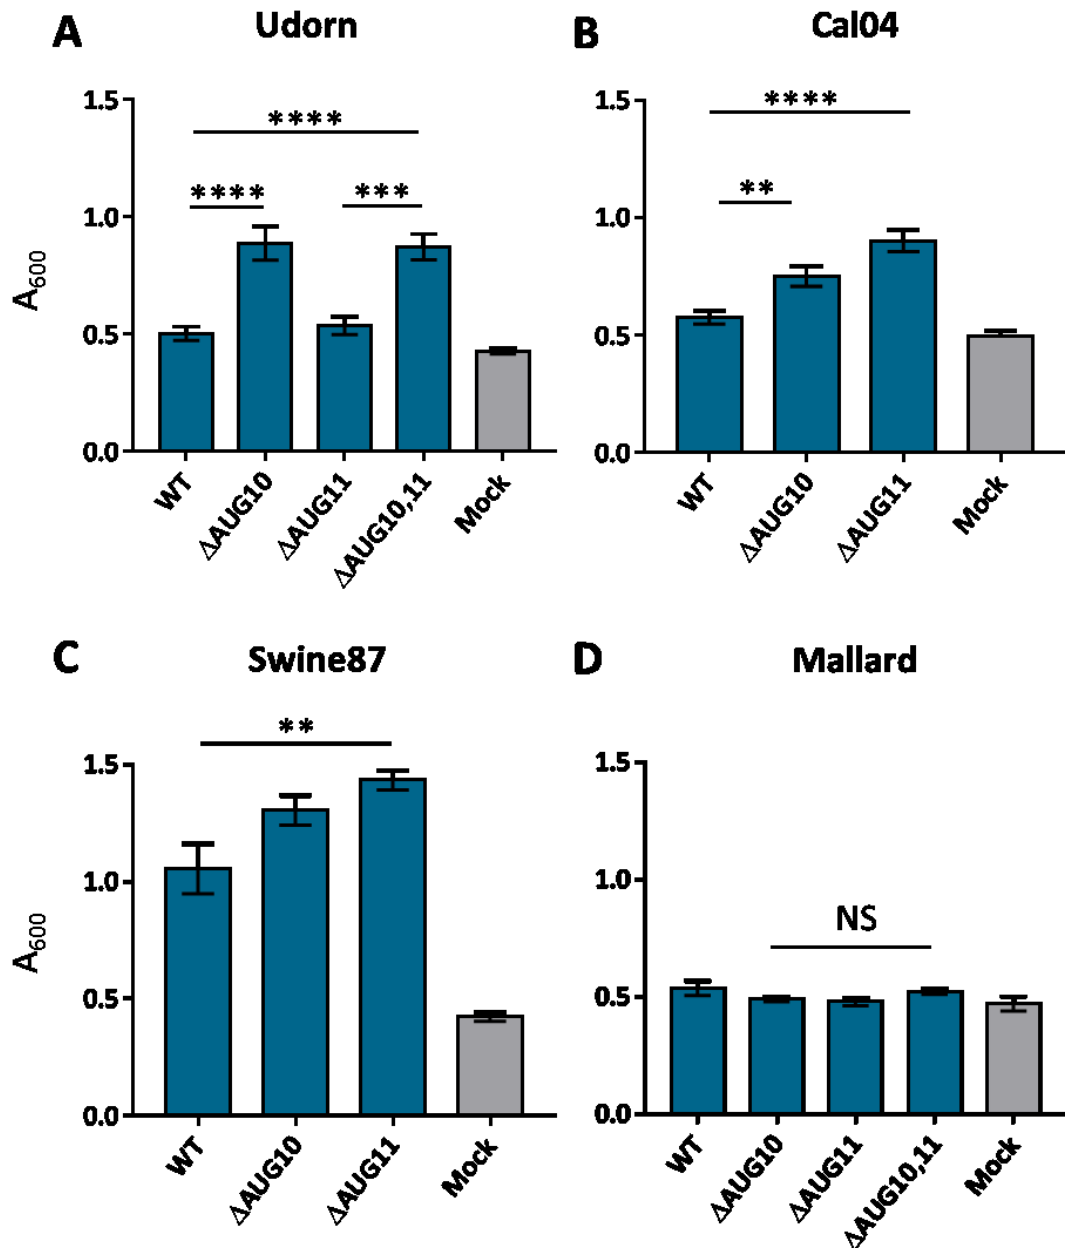 A Udorn
1.5
1.0
0.5
0.0
A600
****
**** ***
WT ΔAUG10 ΔAUG11 ΔAUG10,11 Mock
B Cal04
1.5
1.0
0.5
0.0
****
**
WT ΔAUG10 ΔAUG11 Mock
C Swine87
1.5
1.0
0.5
0.0
A600
**
WT ΔAUG10 ΔAUG11 Mock
D Mallard
1.5
1.0
0.5
0.0
NS
WT ΔAUG10 ΔAUG11 ΔAUG10,11 Mock